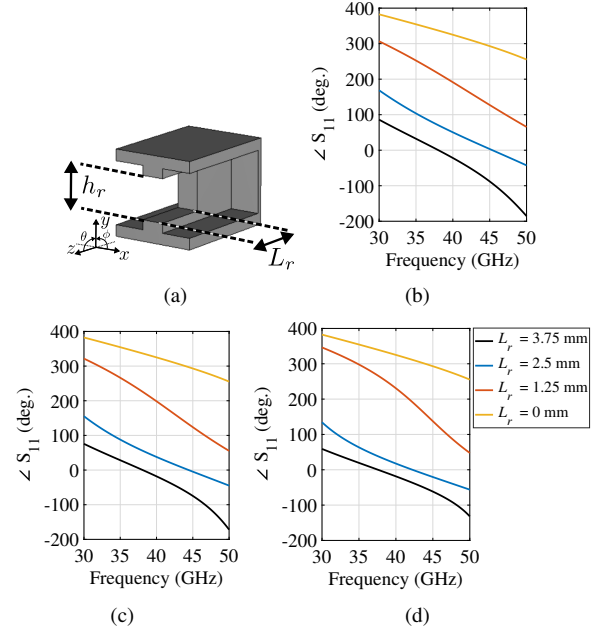 h_r
L_r
y
θ
ϕ
z
x
(a)
400
300
200
100
0
-100
-200
∠ S_11 (deg.)
30 35 40 45 50
Frequency (GHz)
(b)
400
300
200
100
0
-100
-200
∠ S_11 (deg.)
30 35 40 45 50
Frequency (GHz)
(c)
400
300
200
100
0
-100
-200
∠ S_11 (deg.)
30 35 40 45 50
Frequency (GHz)
(d)
L_r = 3.75 mm
L_r = 2.5 mm
L_r = 1.25 mm
L_r = 0 mm